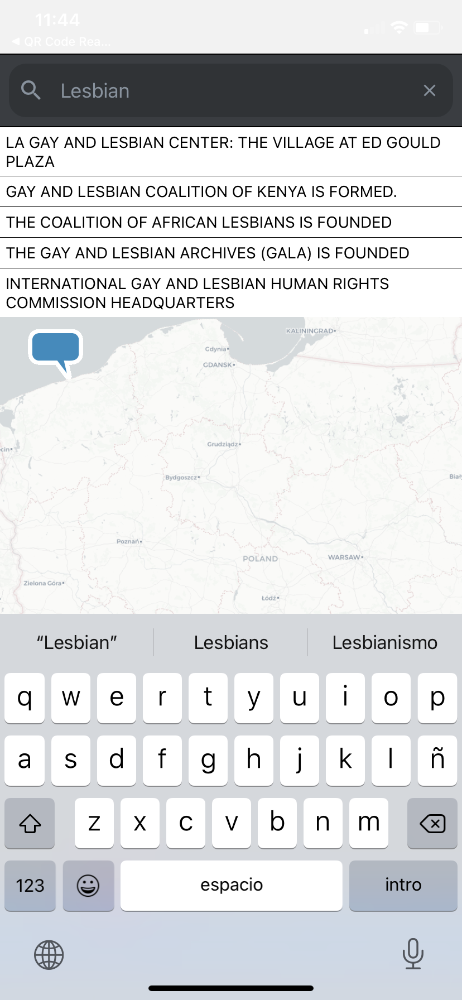 11:44
◀ QR Code Rea...
Lesbian
LA GAY AND LESBIAN CENTER: THE VILLAGE AT ED GOULD
PLAZA
GAY AND LESBIAN COALITION OF KENYA IS FORMED.
THE COALITION OF AFRICAN LESBIANS IS FOUNDED
THE GAY AND LESBIAN ARCHIVES (GALA) IS FOUNDED
INTERNATIONAL GAY AND LESBIAN HUMAN RIGHTS
COMMISSION HEADQUARTERS
KALININGRAD
Gdynia
GDANSK
cin
Grudziądz
Bydgoszcz
Biał
Poznań
POLAND
WARSAW
Zielona Góra
Łódź
“Lesbian” Lesbians Lesbianismo
q w e r t y u i o p
a s d f g h j k l ñ
z x c v b n m
123 espacio intro